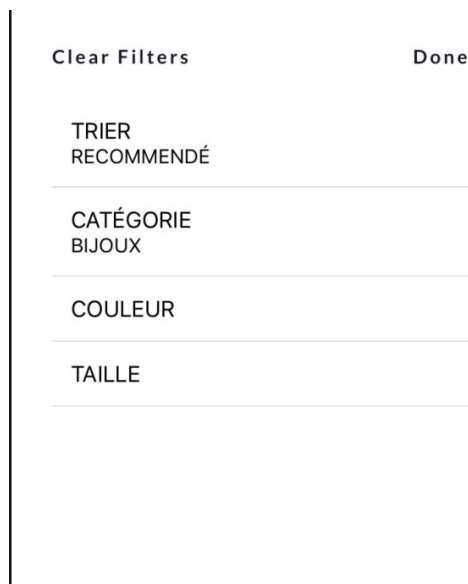 Clear Filters Done
TRIER
RECOMMENDÉ
CATÉGORIE
BIJOUX
COULEUR
TAILLE